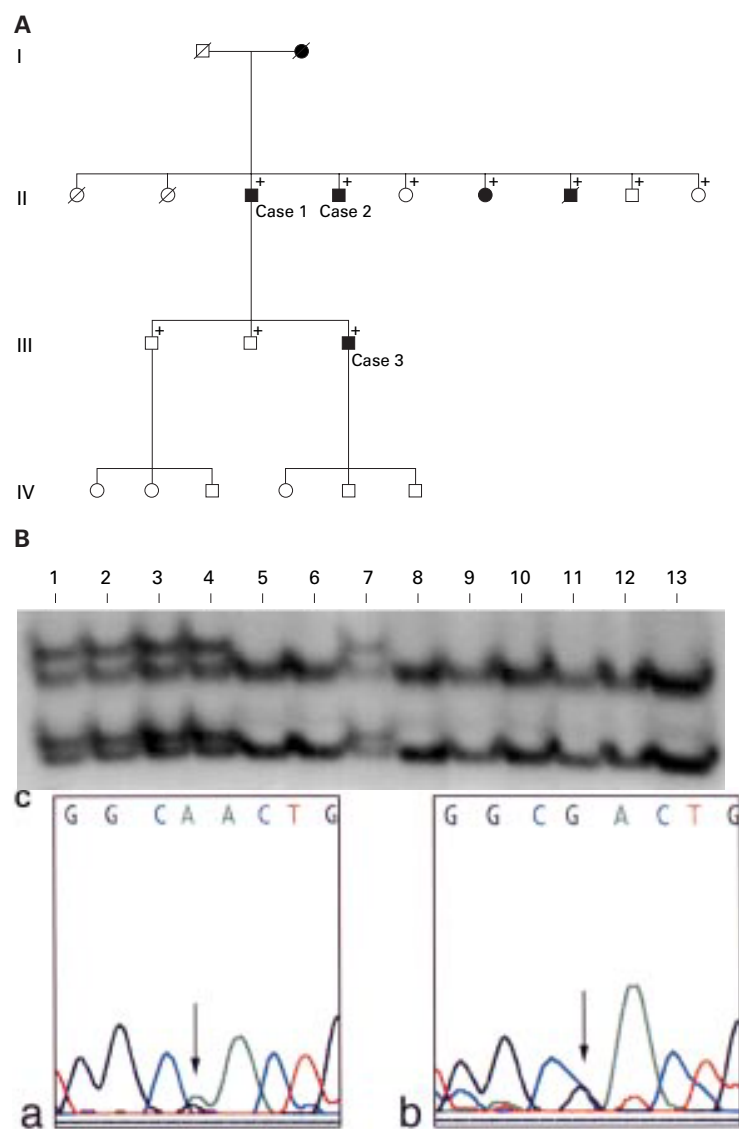 A
I
+ + + + + + +
II
Case 1 Case 2
+ + +
III
Case 3
IV
B
1 2 3 4 5 6 7 8 9 10 11 12 13
C
G G C A A C T G G G C G A C T G
a b